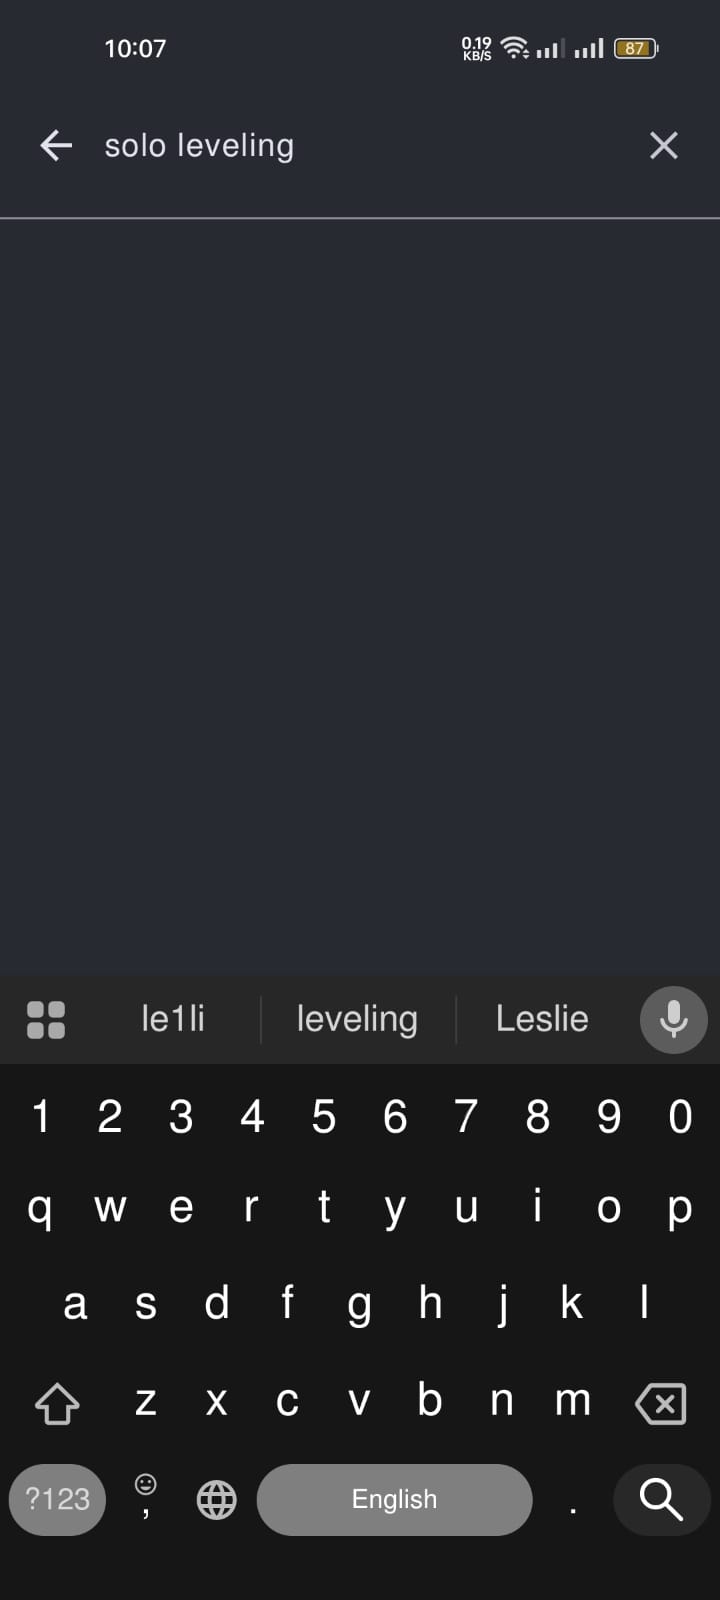 10:07 0.19 KB/S 87
solo leveling
le1li leveling Leslie
1 2 3 4 5 6 7 8 9 0
q w e r t y u i o p
a s d f g h j k l
z x c v b n m
?123 , English .